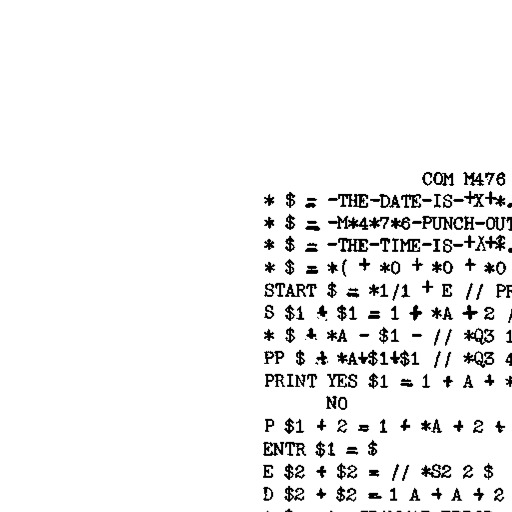 COM M476
* $ = -THE-DATE-IS-+X+*.
* $ = -M*4*7*6-PUNCH-OUT
* $ = -THE-TIME-IS-+X+$.
* $ = *( + *0 + *0 + *0
START $ = *1/1 + E // PR
S $1 + $1 = 1 + *A + 2 /
* $ + *A - $1 - // *Q3 1
PP $ + *A+$1+$1 // *Q3 4
PRINT YES $1 = 1 + A + *
NO
P $1 + 2 = 1 + *A + 2 +
ENTR $1 = $
E $2 + $2 = // *S2 2 $
D $2 + $2 = 1 A + A + 2